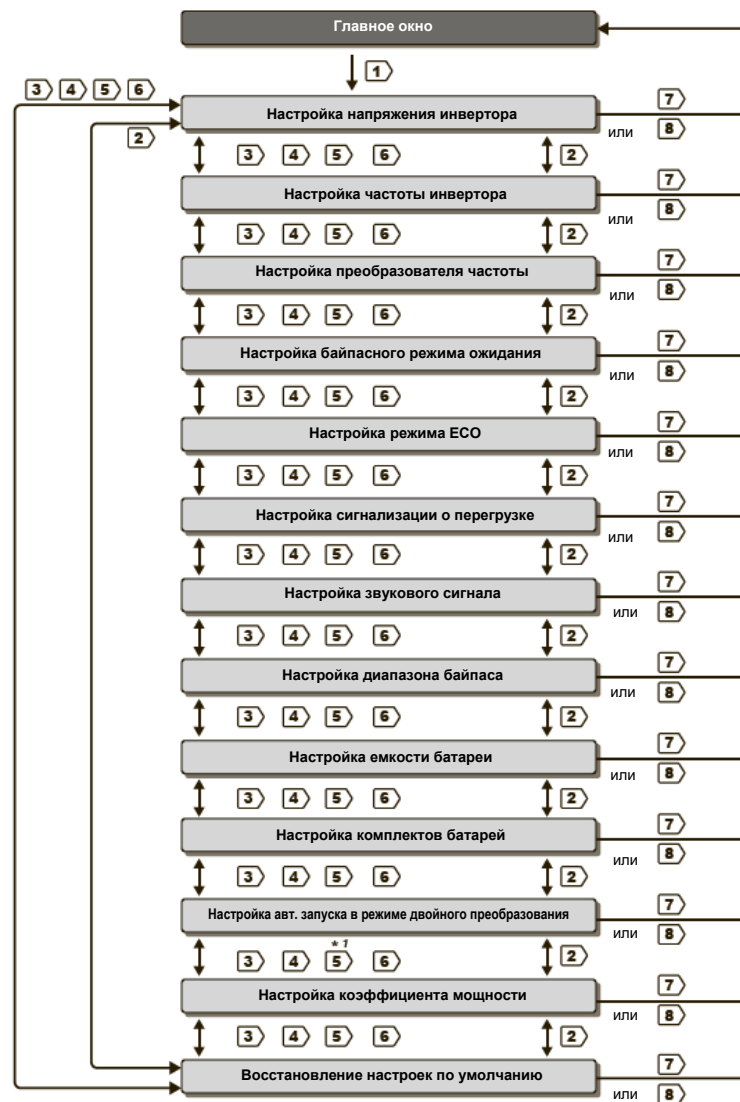 Главное окно
1
3 4 5 6
7
Настройка напряжения инвертора
2
или 8
3 4 5 6 2
7
Настройка частоты инвертора
или 8
3 4 5 6 2
7
Настройка преобразователя частоты
или 8
3 4 5 6 2
7
Настройка байпасного режима ожидания
или 8
3 4 5 6 2
7
Настройка режима ECO
или 8
3 4 5 6 2
7
Настройка сигнализации о перегрузке
или 8
3 4 5 6 2
7
Настройка звукового сигнала
или 8
3 4 5 6 2
7
Настройка диапазона байпаса
или 8
3 4 5 6 2
7
Настройка емкости батареи
или 8
3 4 5 6 2
7
Настройка комплектов батарей
или 8
3 4 5 6 2
7
Настройка авт. запуска в режиме двойного преобразования
или 8
*1
3 4 5 6 2
7
Настройка коэффициента мощности
или 8
3 4 5 6 2
7
Восстановление настроек по умолчанию
или 8